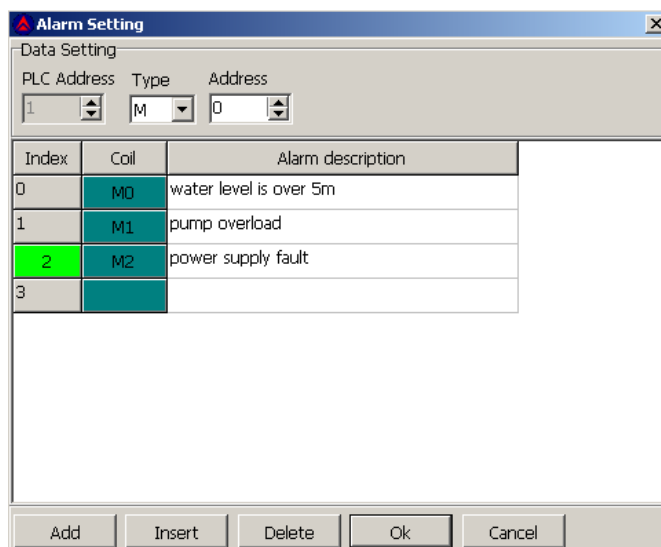 Alarm Setting
Data Setting
PLC Address Type Address
1 M 0
Index Coil Alarm description
0 M0 water level is over 5m
1 M1 pump overload
2 M2 power supply fault
3
Add Insert Delete Ok Cancel